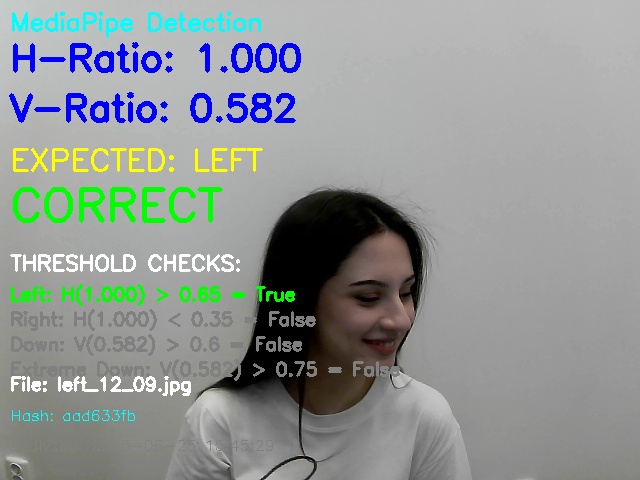 MediaPipe Detection
H-Ratio: 1.000
V-Ratio: 0.582
EXPECTED: LEFT
CORRECT
THRESHOLD CHECKS:
Left: H(1.000) > 0.65 = True
Right: H(1.000) < 0.35 = False
Down: V(0.582) > 0.6 = False
Extreme Down: V(0.582) > 0.75 = False
File: left_12_09.jpg
Hash: aad633fb